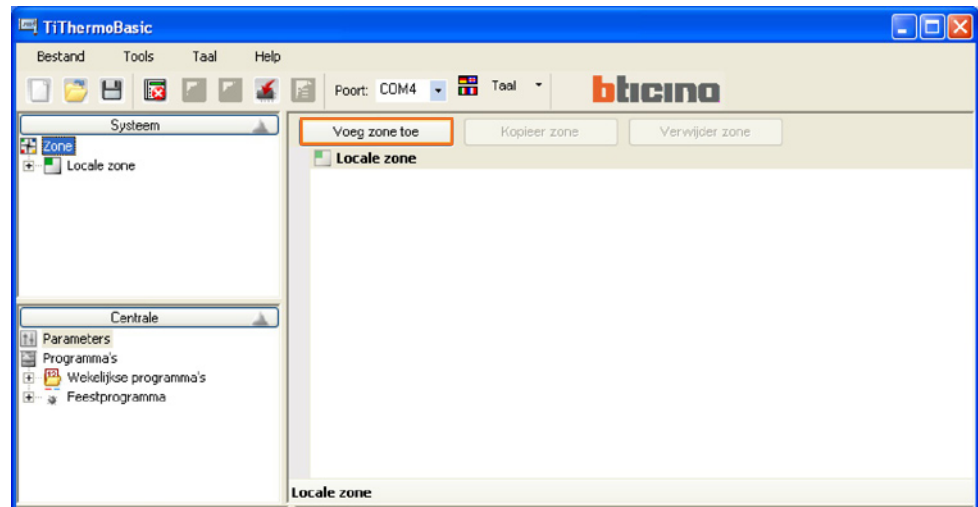 TiThermoBasic
Bestand Tools Taal Help
Poort: COM4 Taal bticino
Systeem
Zone
Locale zone
Voeg zone toe Kopieer zone Verwijder zone
Locale zone
Centrale
Parameters
Programma's
Wekelijkse programma's
Feestprogramma
Locale zone